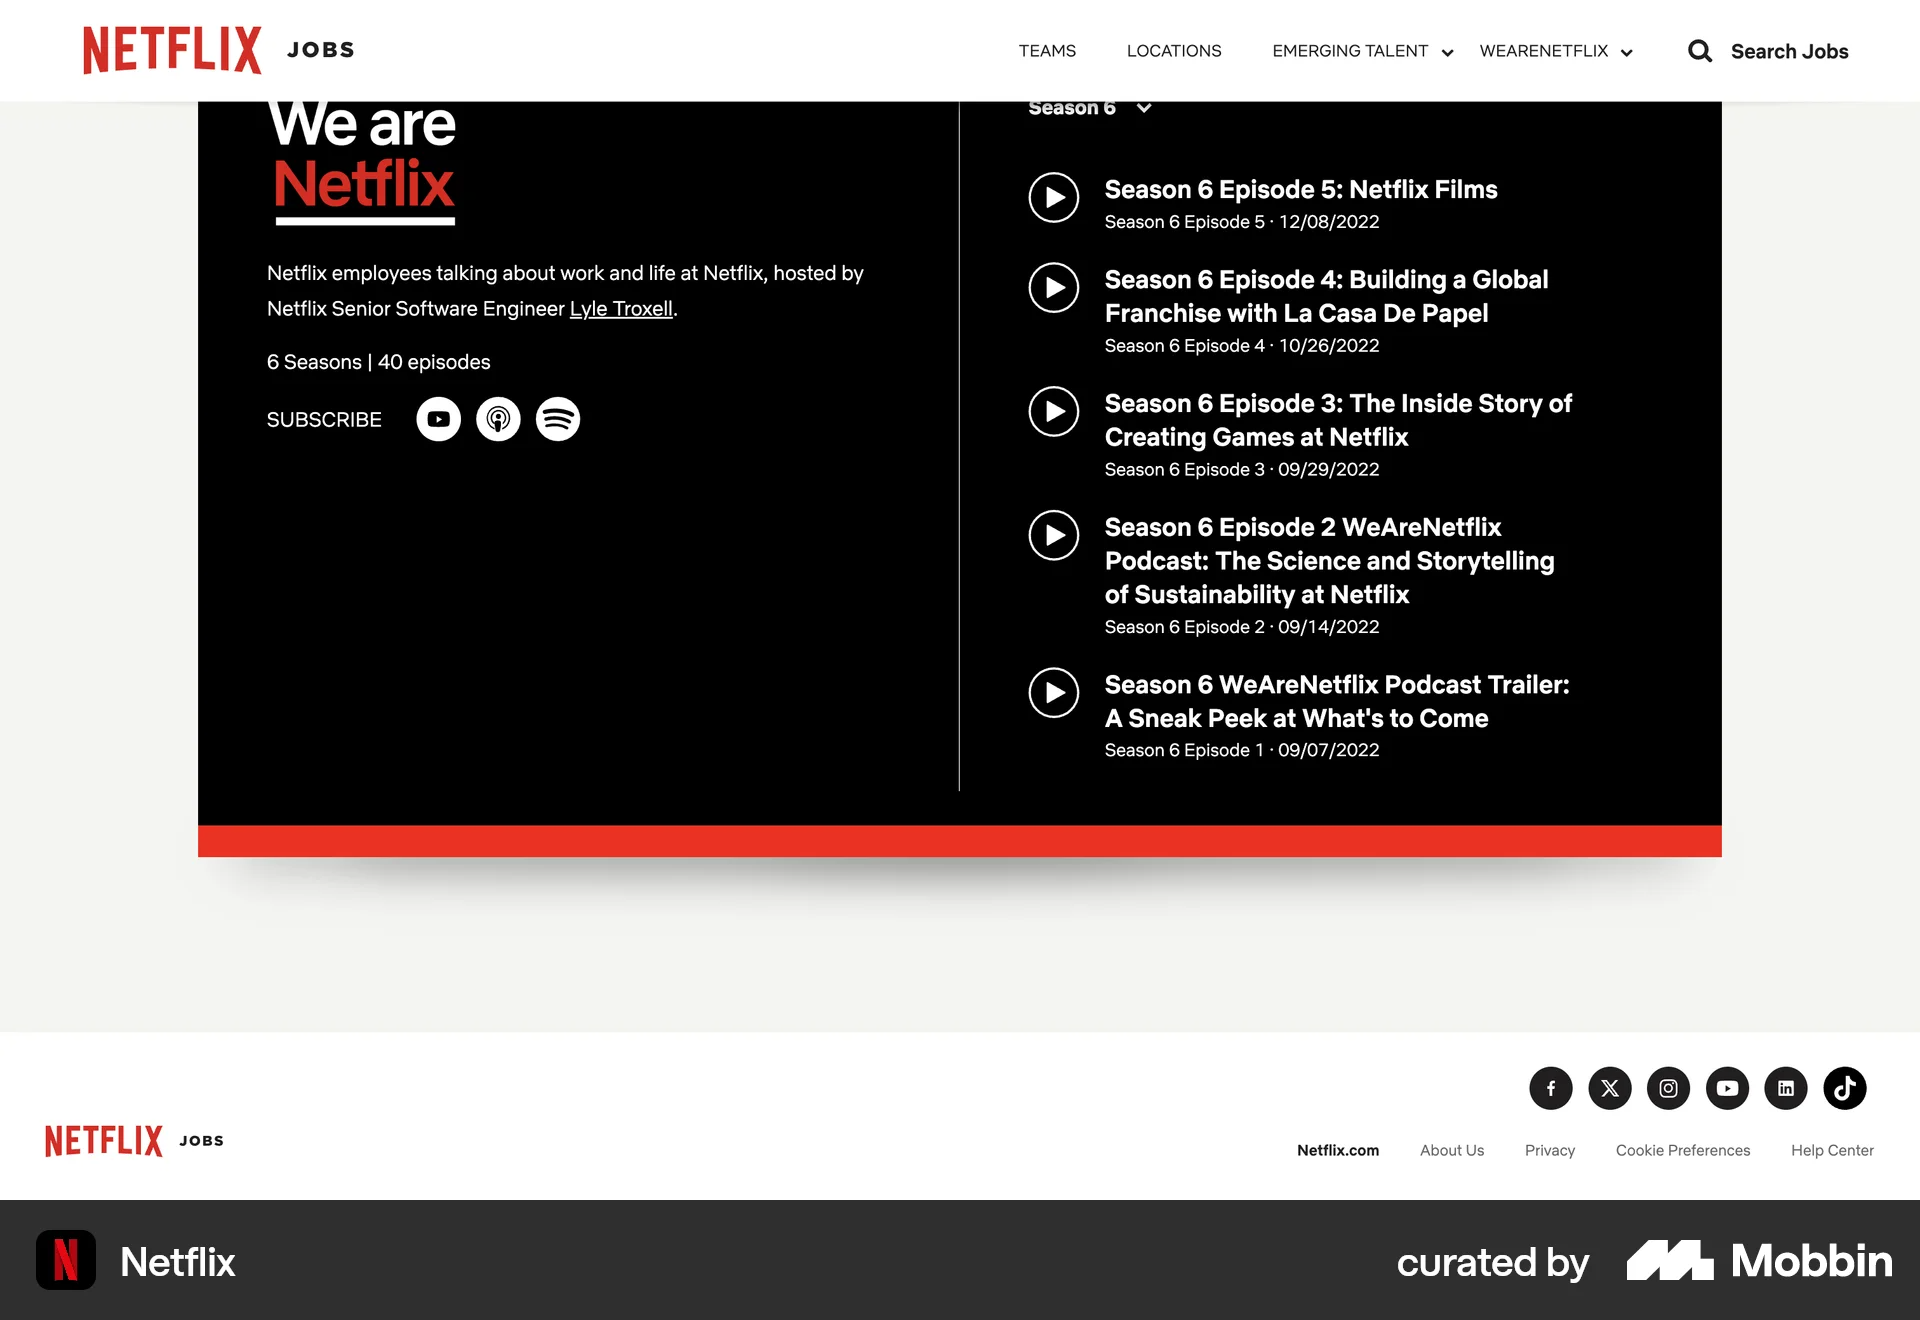 NETFLIX JOBS
TEAMS
LOCATIONS
EMERGING TALENT
WEARENETFLIX
Search Jobs
We are
Netflix
Netflix employees talking about work and life at Netflix, hosted by
Netflix Senior Software Engineer Lyle Troxell.
6 Seasons | 40 episodes
SUBSCRIBE
Season 6
Season 6 Episode 5: Netflix Films
Season 6 Episode 5 · 12/08/2022
Season 6 Episode 4: Building a Global
Franchise with La Casa De Papel
Season 6 Episode 4 · 10/26/2022
Season 6 Episode 3: The Inside Story of
Creating Games at Netflix
Season 6 Episode 3 · 09/29/2022
Season 6 Episode 2 WeAreNetflix
Podcast: The Science and Storytelling
of Sustainability at Netflix
Season 6 Episode 2 · 09/14/2022
Season 6 WeAreNetflix Podcast Trailer:
A Sneak Peek at What's to Come
Season 6 Episode 1 · 09/07/2022
NETFLIX JOBS
Netflix.com
About Us
Privacy
Cookie Preferences
Help Center
Netflix
curated by Mobbin